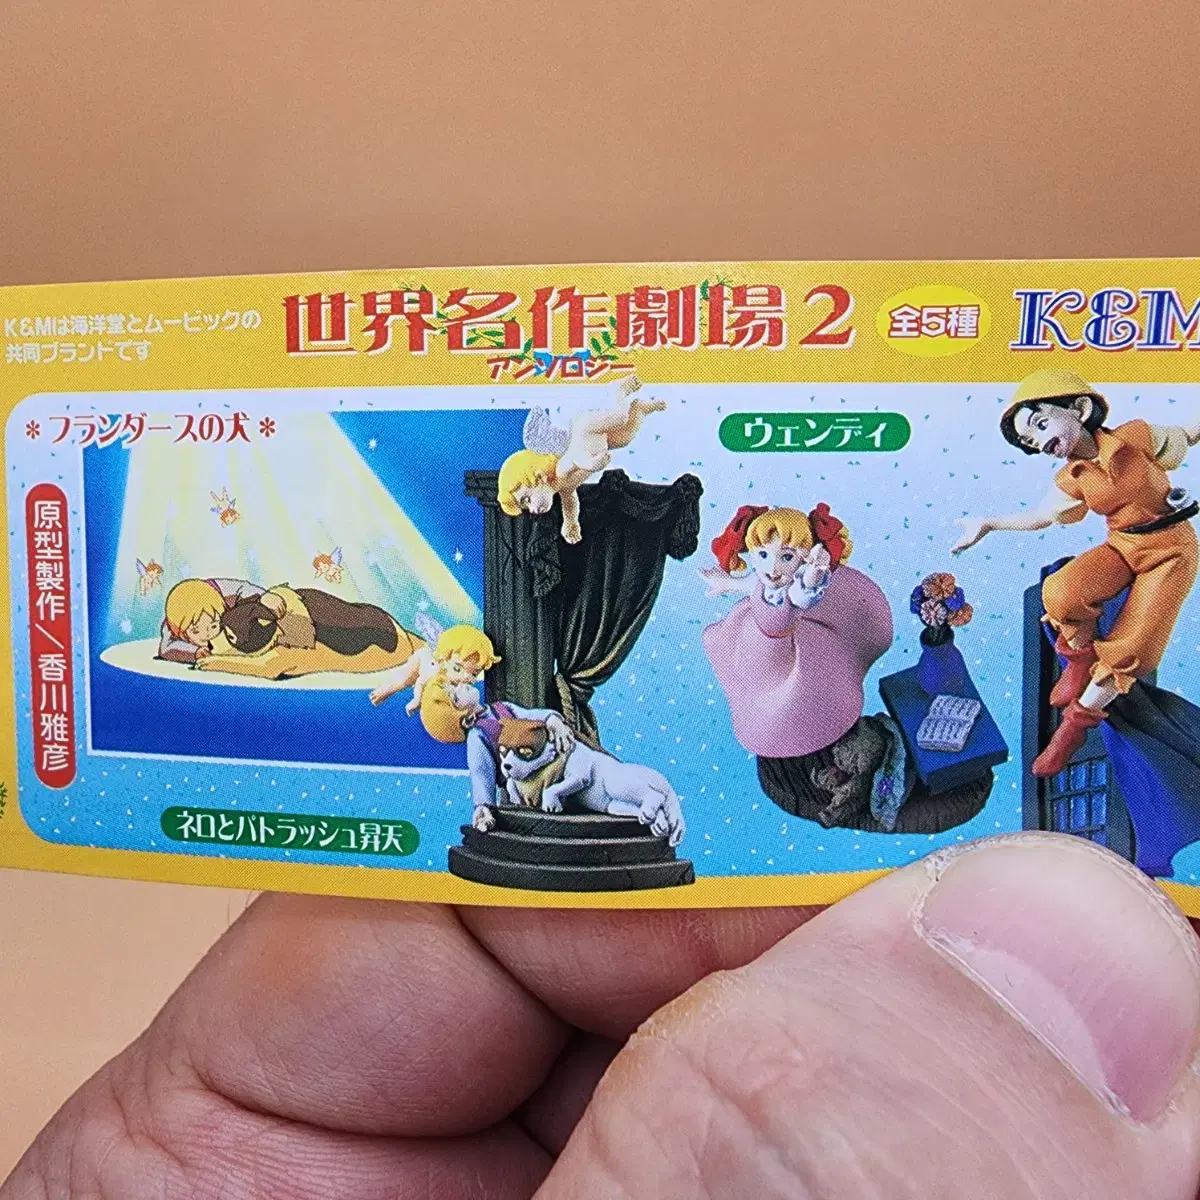 K&Mは海洋堂とムービックの
共同ブランドです
世界名作劇場2
アンソロジー
全5種
K&M
*フランダースの犬*
原型製作/香川雅彦
ネロとパトラッシュ昇天
ウェンディ